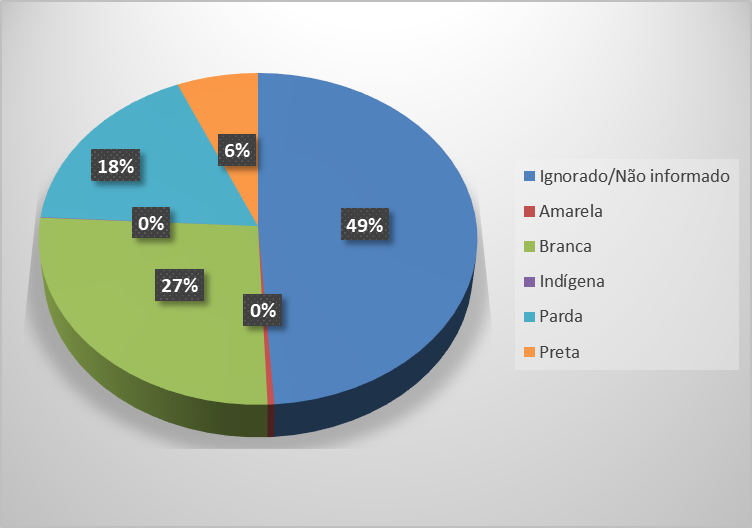 6%
18%
0%
49%
27%
0%
Ignorado/Não informado
Amarela
Branca
Indígena
Parda
Preta